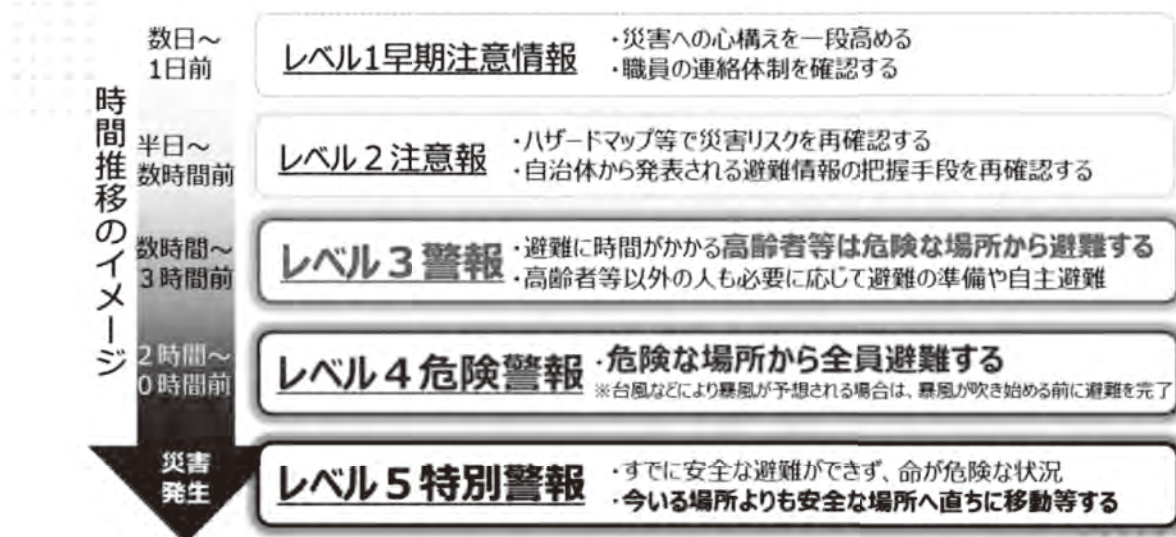 時間推移のイメージ
数日～
1日前
レベル1早期注意情報
・災害への心構えを一段高める
・職員の連絡体制を確認する
半日～
数時間前
レベル２注意報
・ハザードマップ等で災害リスクを再確認する
・自治体から発表される避難情報の把握手段を再確認する
数時間～
３時間前
レベル３警報
・避難に時間がかかる高齢者等は危険な場所から避難する
・高齢者等以外の人も必要に応じて避難の準備や自主避難
２時間～
０時間前
レベル４危険警報
・危険な場所から全員避難する
※台風などにより暴風が予想される場合は、暴風が吹き始める前に避難を完了
災害
発生
レベル５特別警報
・すでに安全な避難ができず、命が危険な状況
・今いる場所よりも安全な場所へ直ちに移動等する